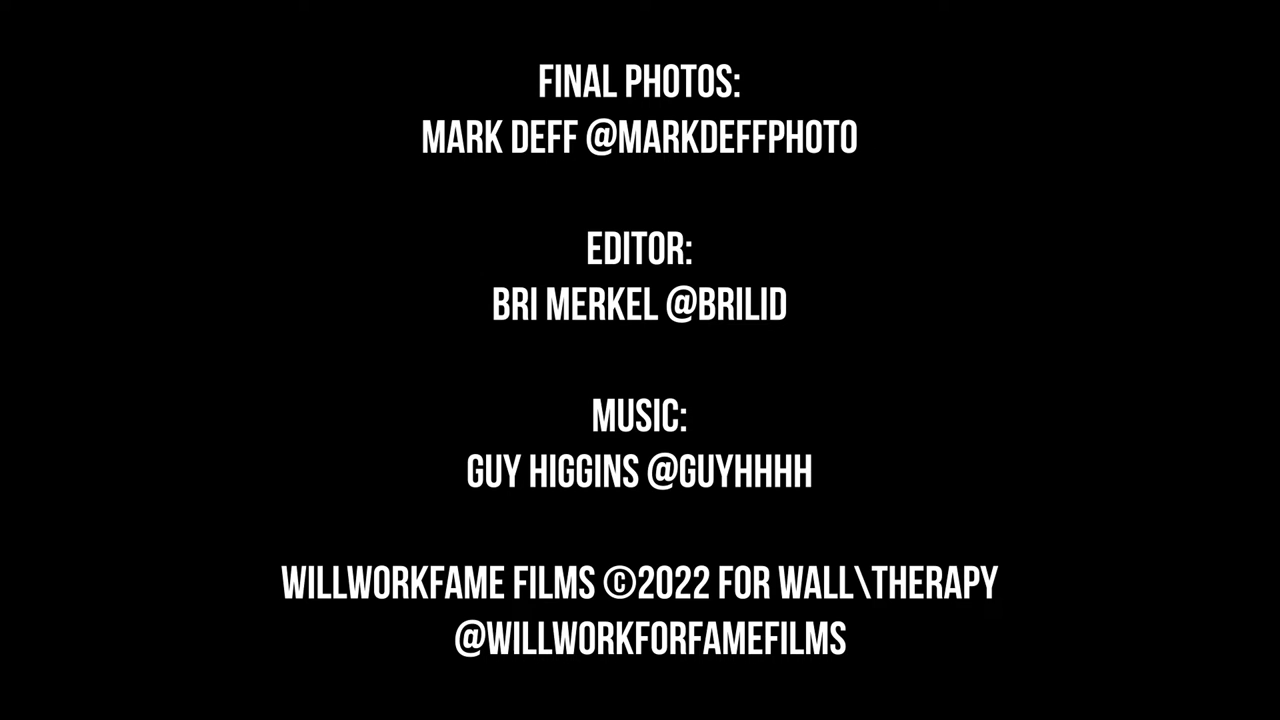 FINAL PHOTOS:
MARK DEFF @MARKDEFFPHOTO
EDITOR:
BRI MERKEL @BRILID
MUSIC:
GUY HIGGINS @GUYHHHH
WILLWORKFAME FILMS ©2022 FOR WALL\THERAPY
@WILLWORKFORFAMEFILMS